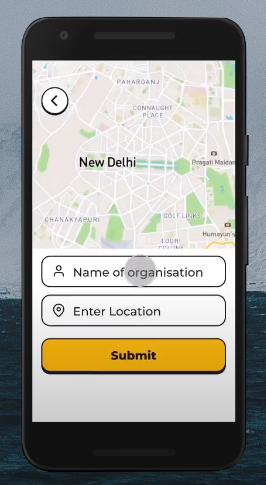 PAHARGANJ
CONNAUGHT
PLACE
New Delhi
Pragati Maidan
CHANAKYAPURI
GOLF LINKS
Humayun's
LODI
COLONY
Name of organisation
Enter Location
Submit